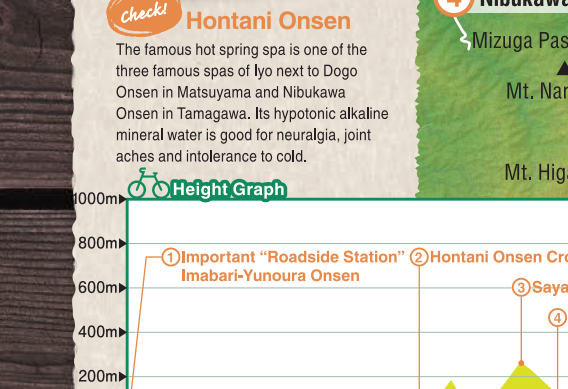 check!
Hontani Onsen
The famous hot spring spa is one of the
three famous spas of Iyo next to Dogo
Onsen in Matsuyama and Nibukawa
Onsen in Tamagawa. Its hypotonic alkaline
mineral water is good for neuralgia, joint
aches and intolerance to cold.
4 Nibukawa
Mizuga Pas
Mt. Nar
Mt. Hig
Height Graph
1000m
800m
600m
400m
200m
① Important “Roadside Station”
Imabari-Yunoura Onsen
② Hontani Onsen Cro
③ Saya
④